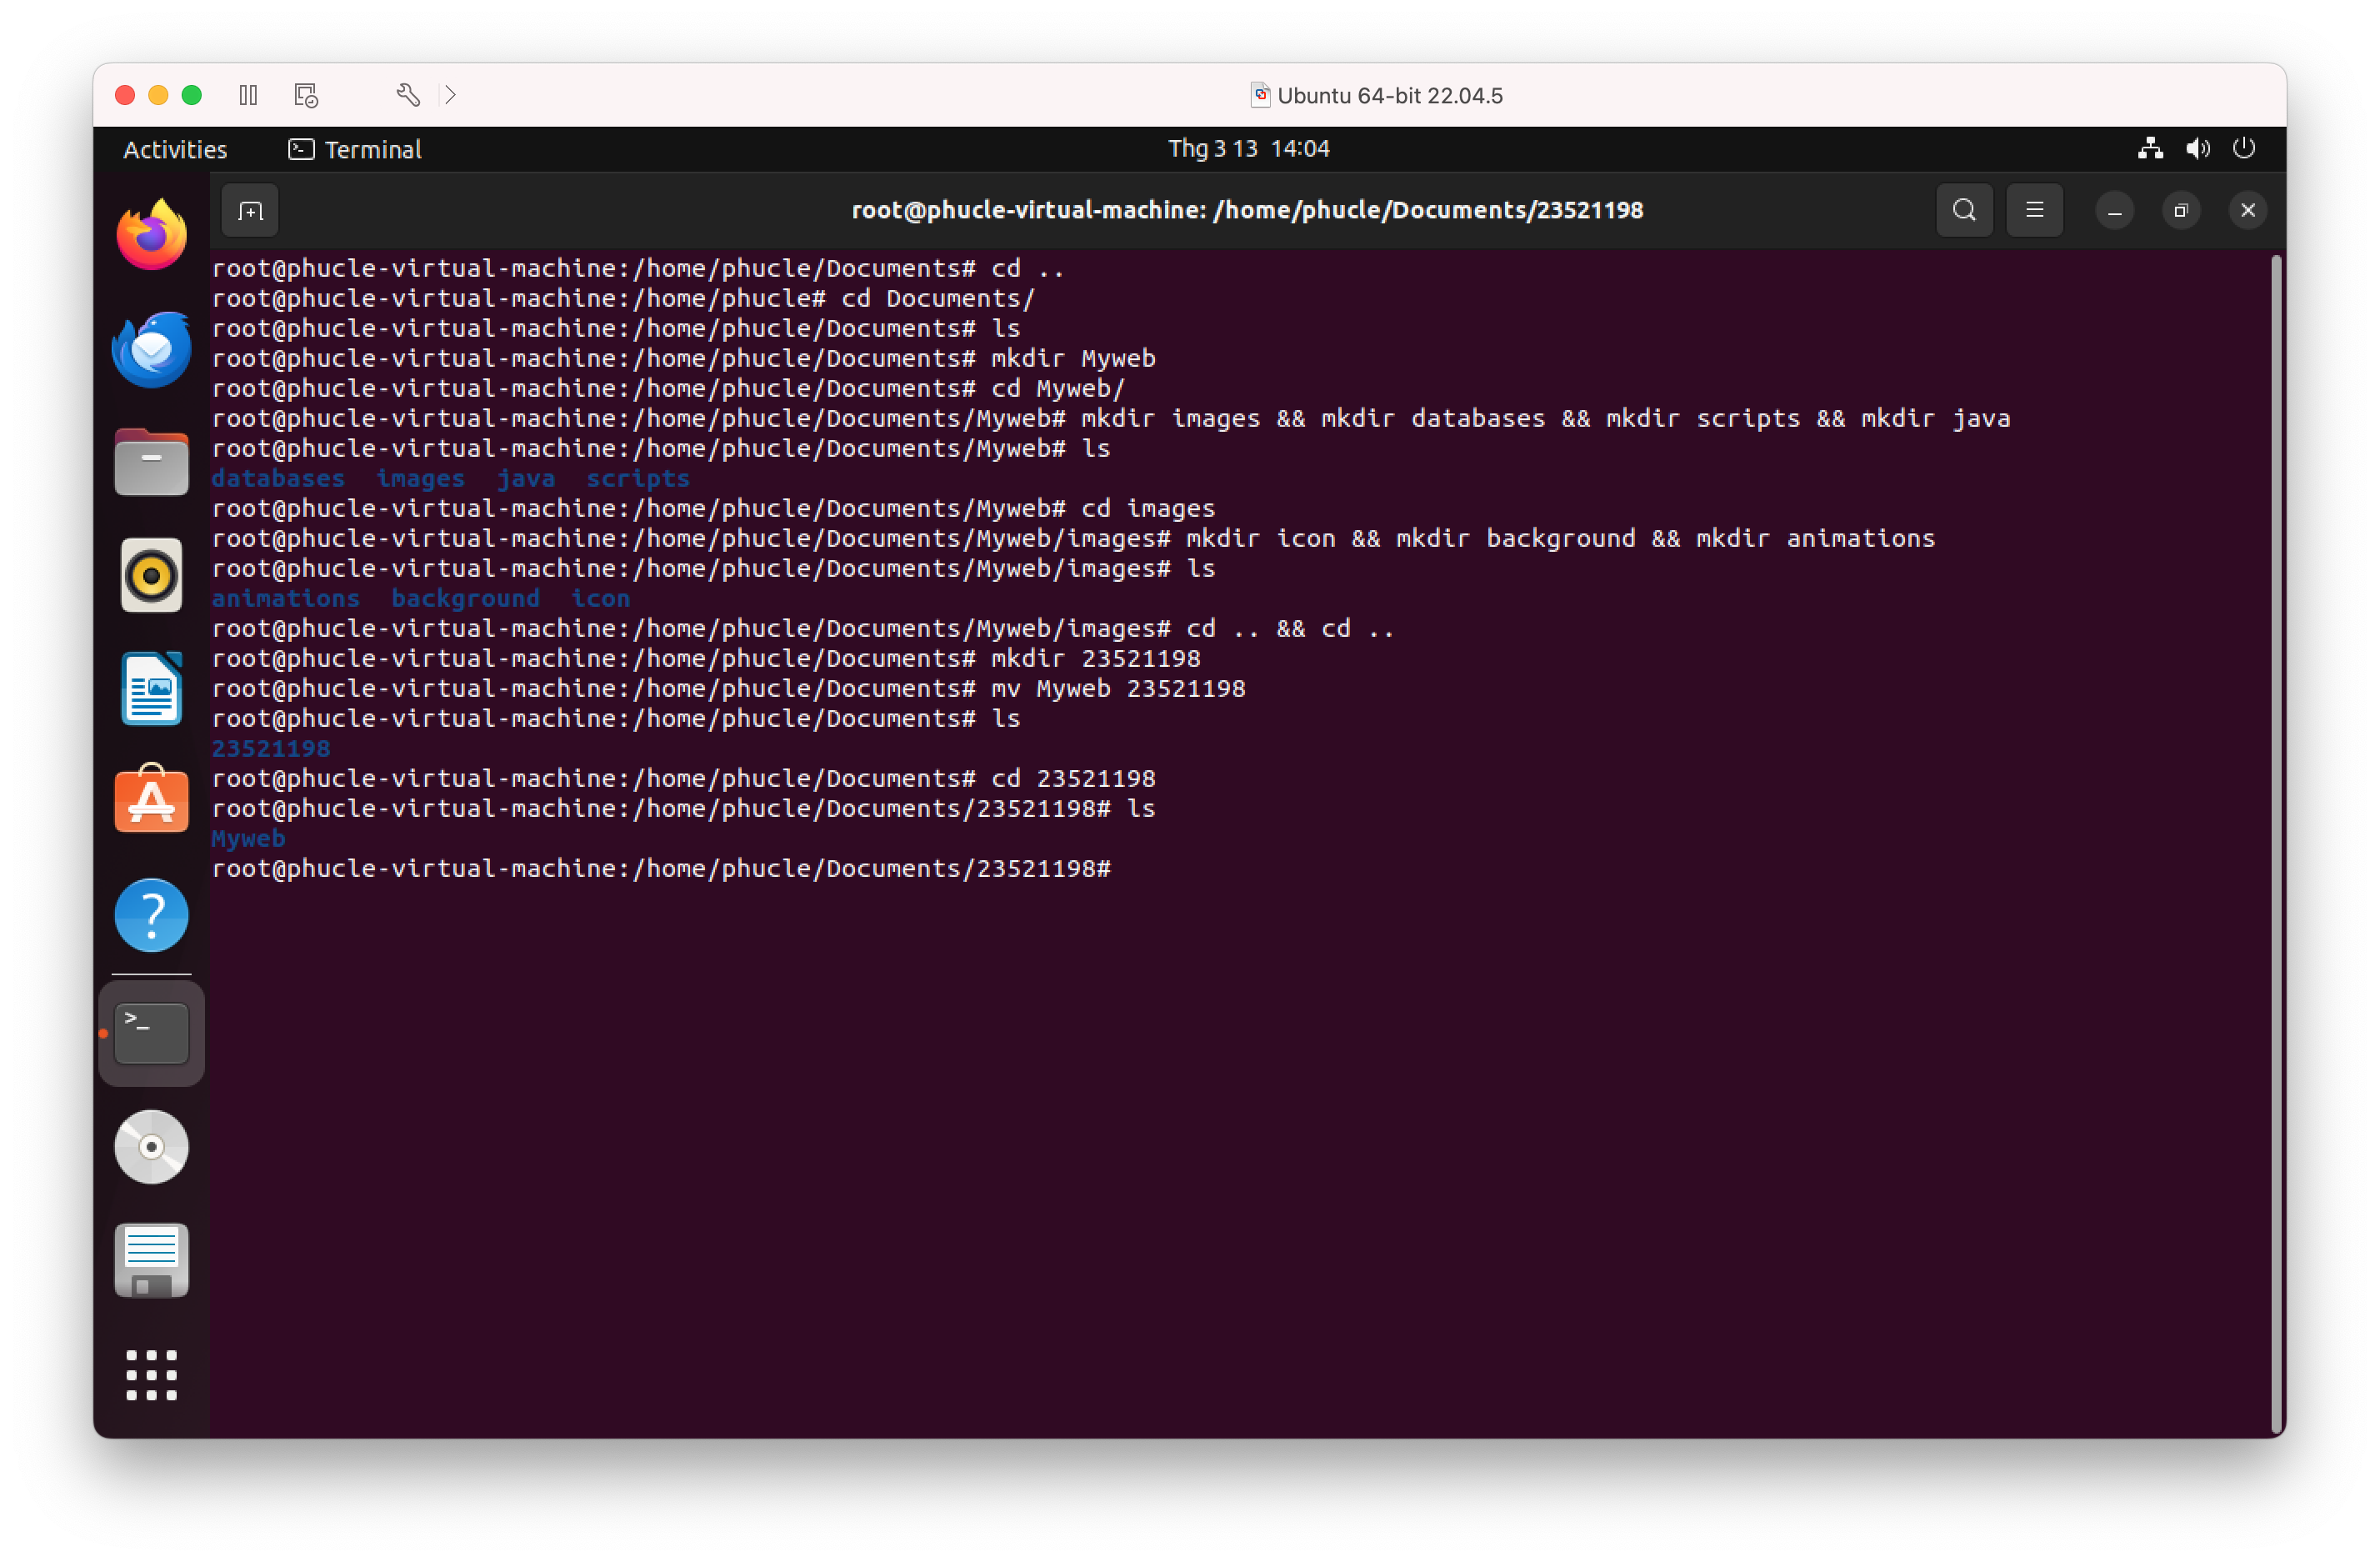 Ubuntu 64-bit 22.04.5
Activities Terminal Thg 3 13 14:04
root@phucle-virtual-machine: /home/phucle/Documents/23521198
root@phucle-virtual-machine:/home/phucle/Documents# cd ..
root@phucle-virtual-machine:/home/phucle# cd Documents/
root@phucle-virtual-machine:/home/phucle/Documents# ls
root@phucle-virtual-machine:/home/phucle/Documents# mkdir Myweb
root@phucle-virtual-machine:/home/phucle/Documents# cd Myweb/
root@phucle-virtual-machine:/home/phucle/Documents/Myweb# mkdir images && mkdir databases && mkdir scripts && mkdir java
root@phucle-virtual-machine:/home/phucle/Documents/Myweb# ls
databases  images  java  scripts
root@phucle-virtual-machine:/home/phucle/Documents/Myweb# cd images
root@phucle-virtual-machine:/home/phucle/Documents/Myweb/images# mkdir icon && mkdir background && mkdir animations
root@phucle-virtual-machine:/home/phucle/Documents/Myweb/images# ls
animations  background  icon
root@phucle-virtual-machine:/home/phucle/Documents/Myweb/images# cd .. && cd ..
root@phucle-virtual-machine:/home/phucle/Documents# mkdir 23521198
root@phucle-virtual-machine:/home/phucle/Documents# mv Myweb 23521198
root@phucle-virtual-machine:/home/phucle/Documents# ls
23521198
root@phucle-virtual-machine:/home/phucle/Documents# cd 23521198
root@phucle-virtual-machine:/home/phucle/Documents/23521198# ls
Myweb
root@phucle-virtual-machine:/home/phucle/Documents/23521198#